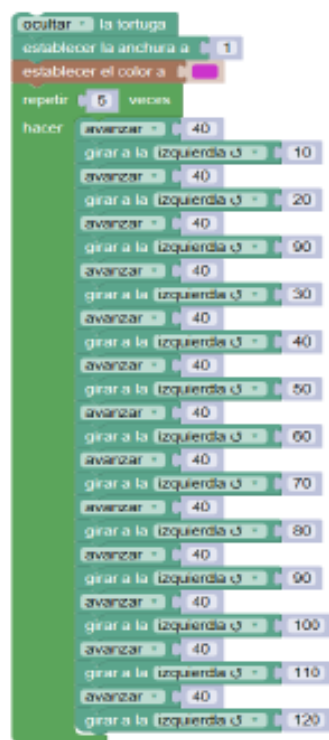 ocultar la tortuga
establecer la anchura a 1
establecer el color a
repetir 5 veces
hacer avanzar 40
girar a la izquierda ↺ 10
avanzar 40
girar a la izquierda ↺ 20
avanzar 40
girar a la izquierda ↺ 90
avanzar 40
girar a la izquierda ↺ 30
avanzar 40
girar a la izquierda ↺ 40
avanzar 40
girar a la izquierda ↺ 50
avanzar 40
girar a la izquierda ↺ 60
avanzar 40
girar a la izquierda ↺ 70
avanzar 40
girar a la izquierda ↺ 80
avanzar 40
girar a la izquierda ↺ 90
avanzar 40
girar a la izquierda ↺ 100
avanzar 40
girar a la izquierda ↺ 110
avanzar 40
girar a la izquierda ↺ 120